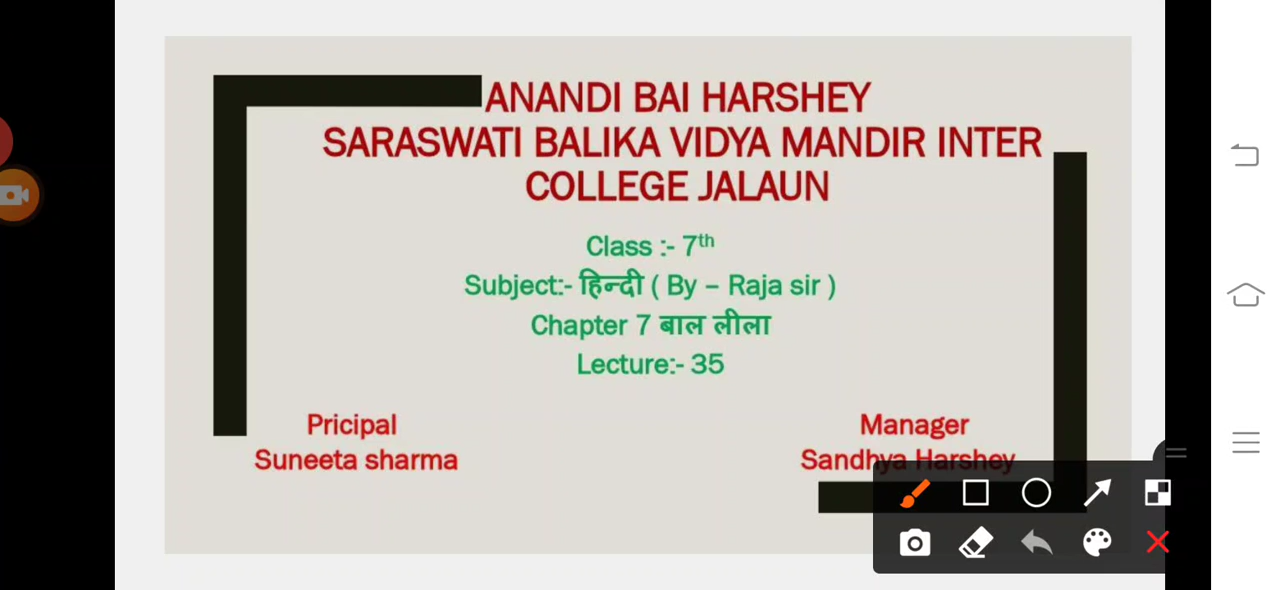 ANANDI BAI HARSHEY
SARASWATI BALIKA VIDYA MANDIR INTER
COLLEGE JALAUN
Class :- 7th
Subject:- हिन्दी ( By – Raja sir )
Chapter 7 बाल लीला
Lecture:- 35
Pricipal
Suneeta sharma
Manager
Sandhya Harshey